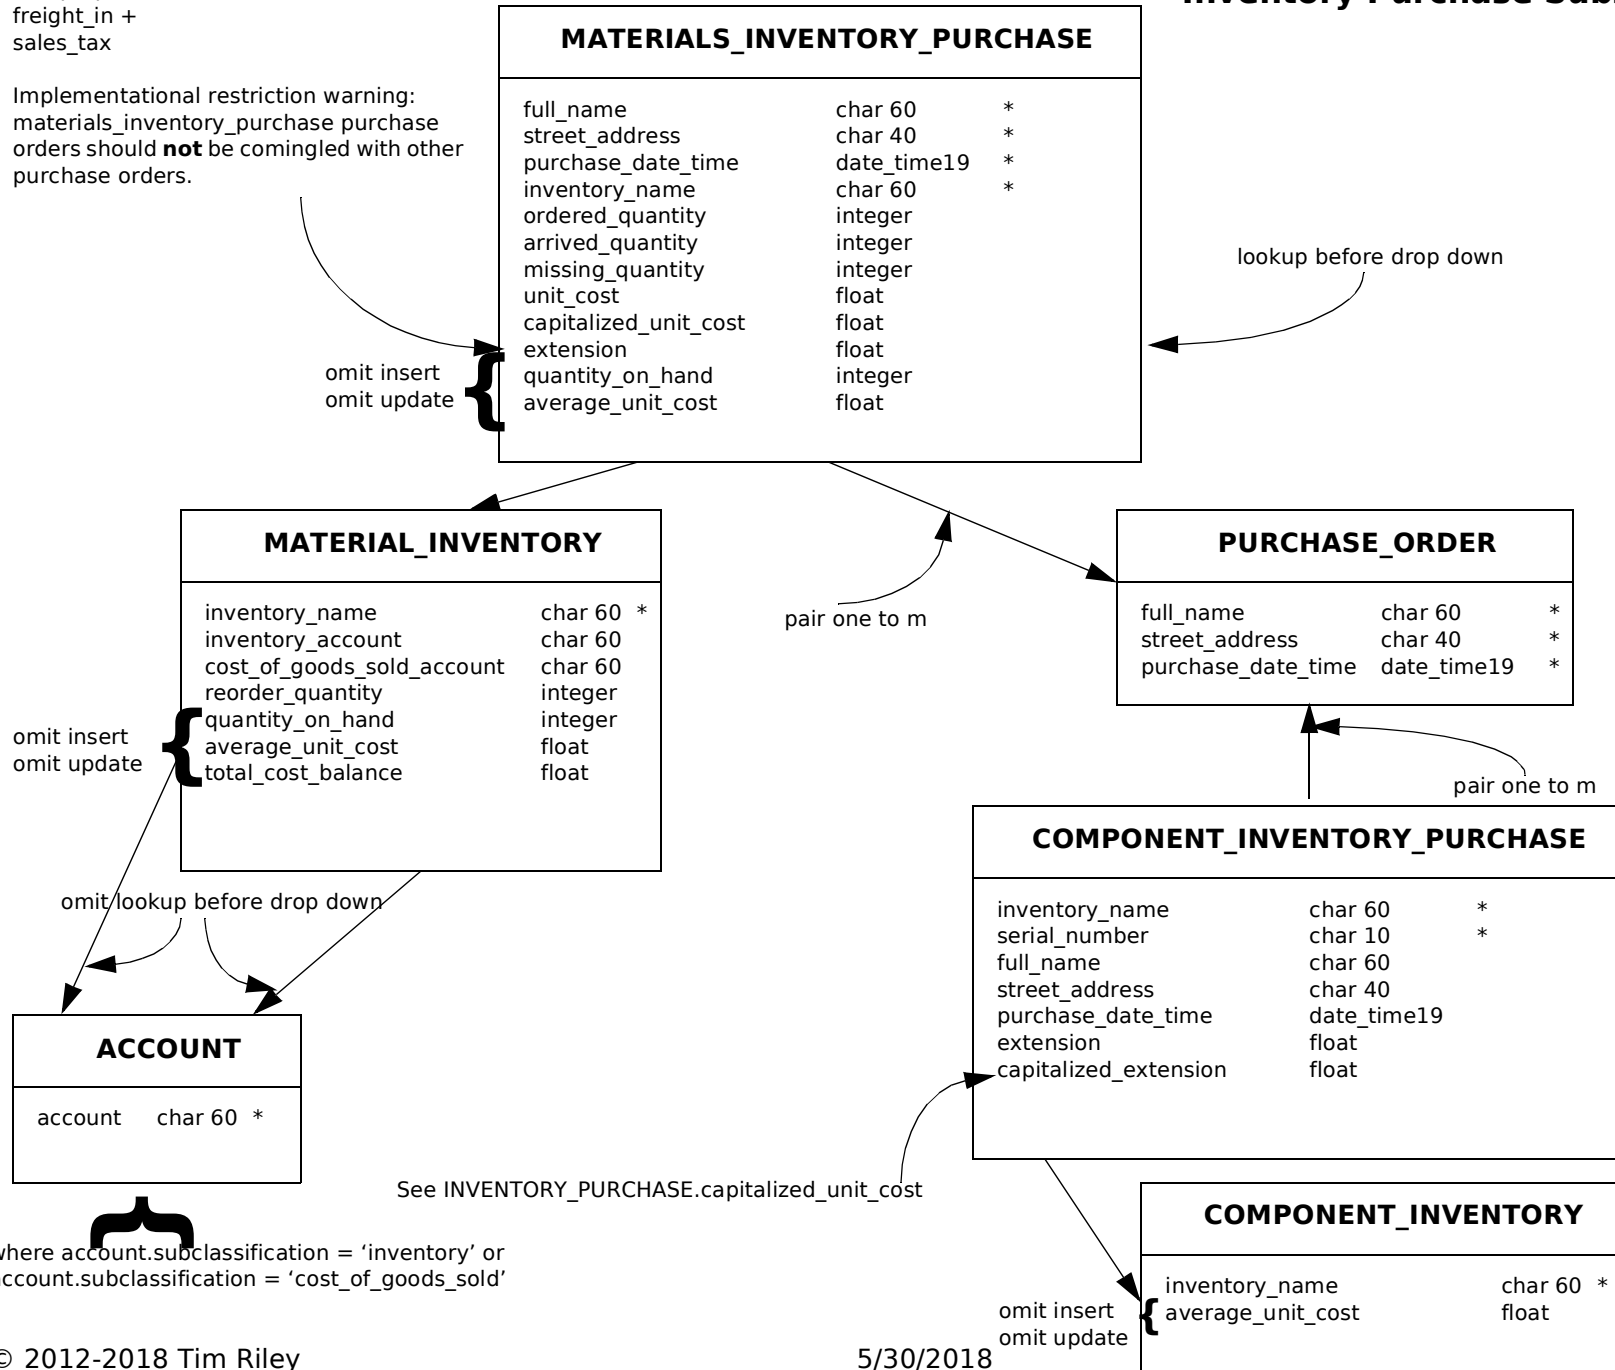 freight_in +
sales_tax
Implementational restriction warning:
materials_inventory_purchase purchase
orders should not be comingled with other
purchase orders.
MATERIALS_INVENTORY_PURCHASE
full_name char 60 *
street_address char 40 *
purchase_date_time date_time19 *
inventory_name char 60 *
ordered_quantity integer
arrived_quantity integer
missing_quantity integer
unit_cost float
capitalized_unit_cost float
extension float
quantity_on_hand integer
average_unit_cost float
omit insert
omit update
lookup before drop down
MATERIAL_INVENTORY
inventory_name char 60 *
inventory_account char 60
cost_of_goods_sold_account char 60
reorder_quantity integer
quantity_on_hand integer
average_unit_cost float
total_cost_balance float
omit insert
omit update
pair one to m
PURCHASE_ORDER
full_name char 60 *
street_address char 40 *
purchase_date_time date_time19 *
pair one to m
omit lookup before drop down
COMPONENT_INVENTORY_PURCHASE
inventory_name char 60 *
serial_number char 10 *
full_name char 60
street_address char 40
purchase_date_time date_time19
extension float
capitalized_extension float
ACCOUNT
account char 60 *
See INVENTORY_PURCHASE.capitalized_unit_cost
where account.subclassification = ‘inventory’ or
account.subclassification = ‘cost_of_goods_sold’
COMPONENT_INVENTORY
inventory_name char 60 *
average_unit_cost float
omit insert
omit update
© 2012-2018 Tim Riley
5/30/2018